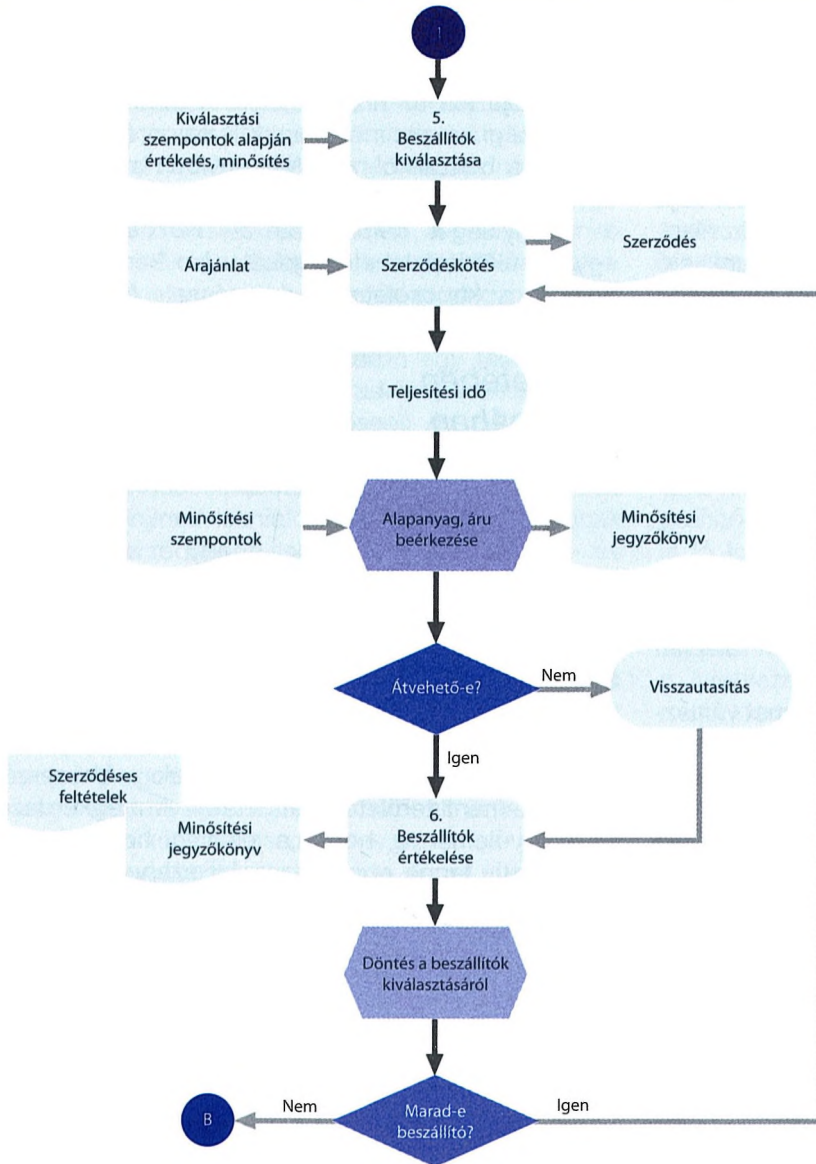 1
Kiválasztási
szempontok alapján
értékelés, minősítés
5.
Beszállítók
kiválasztása
Árajánlat
Szerződéskötés
Szerződés
Teljesítési idő
Minősítési
szempontok
Alapanyag, áru
beérkezése
Minősítési
jegyzőkönyv
Átvehető-e?
Nem
Visszautasítás
Igen
Szerződéses
feltételek
Minősítési
jegyzőkönyv
6.
Beszállítók
értékelése
Döntés a beszállítók
kiválasztásáról
B
Nem
Marad-e
beszállító?
Igen